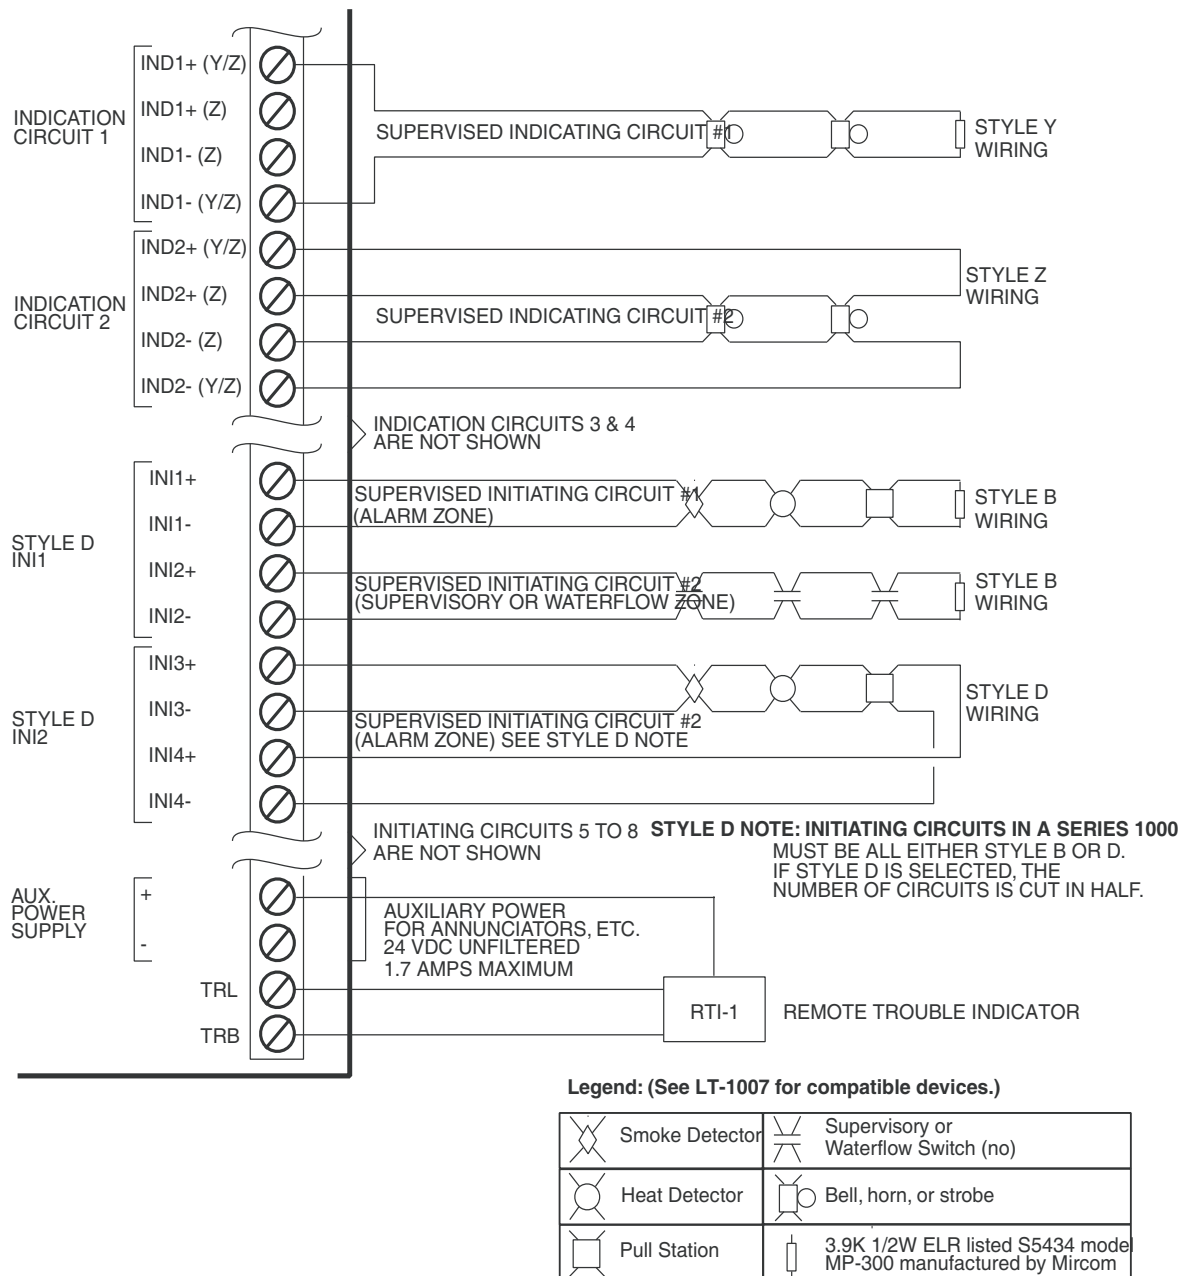 INDICATION
CIRCUIT 1
IND1+ (Y/Z)
IND1+ (Z)
IND1- (Z)
IND1- (Y/Z)
SUPERVISED INDICATING CIRCUIT #1
STYLE Y
WIRING
INDICATION
CIRCUIT 2
IND2+ (Y/Z)
IND2+ (Z)
IND2- (Z)
IND2- (Y/Z)
SUPERVISED INDICATING CIRCUIT #2
STYLE Z
WIRING
INDICATION CIRCUITS 3 & 4
ARE NOT SHOWN
STYLE D
INI1
INI1+
INI1-
INI2+
INI2-
SUPERVISED INITIATING CIRCUIT #1
(ALARM ZONE)
STYLE B
WIRING
SUPERVISED INITIATING CIRCUIT #2
(SUPERVISORY OR WATERFLOW ZONE)
STYLE B
WIRING
STYLE D
INI2
INI3+
INI3-
INI4+
INI4-
SUPERVISED INITIATING CIRCUIT #2
(ALARM ZONE) SEE STYLE D NOTE
STYLE D
WIRING
INITIATING CIRCUITS 5 TO 8
ARE NOT SHOWN
STYLE D NOTE: INITIATING CIRCUITS IN A SERIES 1000
MUST BE ALL EITHER STYLE B OR D.
IF STYLE D IS SELECTED, THE
NUMBER OF CIRCUITS IS CUT IN HALF.
AUX.
POWER
SUPPLY
+
-
AUXILIARY POWER
FOR ANNUNCIATORS, ETC.
24 VDC UNFILTERED
1.7 AMPS MAXIMUM
TRL
TRB
RTI-1
REMOTE TROUBLE INDICATOR
Legend: (See LT-1007 for compatible devices.)
Smoke Detector
Supervisory or
Waterflow Switch (no)
Heat Detector
Bell, horn, or strobe
Pull Station
3.9K 1/2W ELR listed S5434 model
MP-300 manufactured by Mircom